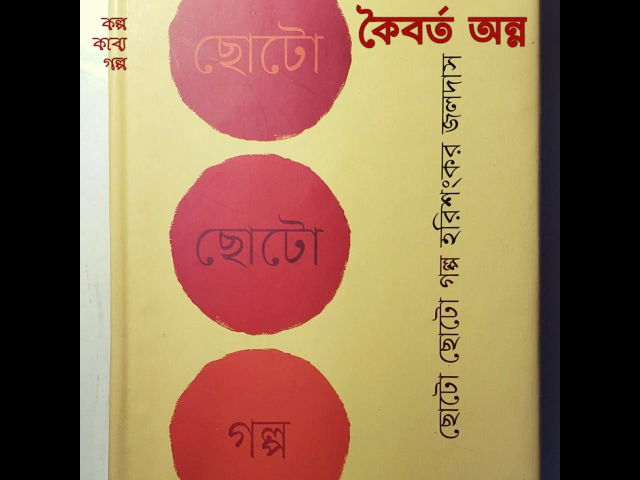 কল্প
কাব্যে
গল্প
কৈবর্ত অন্ন
ছোটো
ছোটো
গল্প
ছোটো ছোটো গল্প হরিশংকর জলদাস